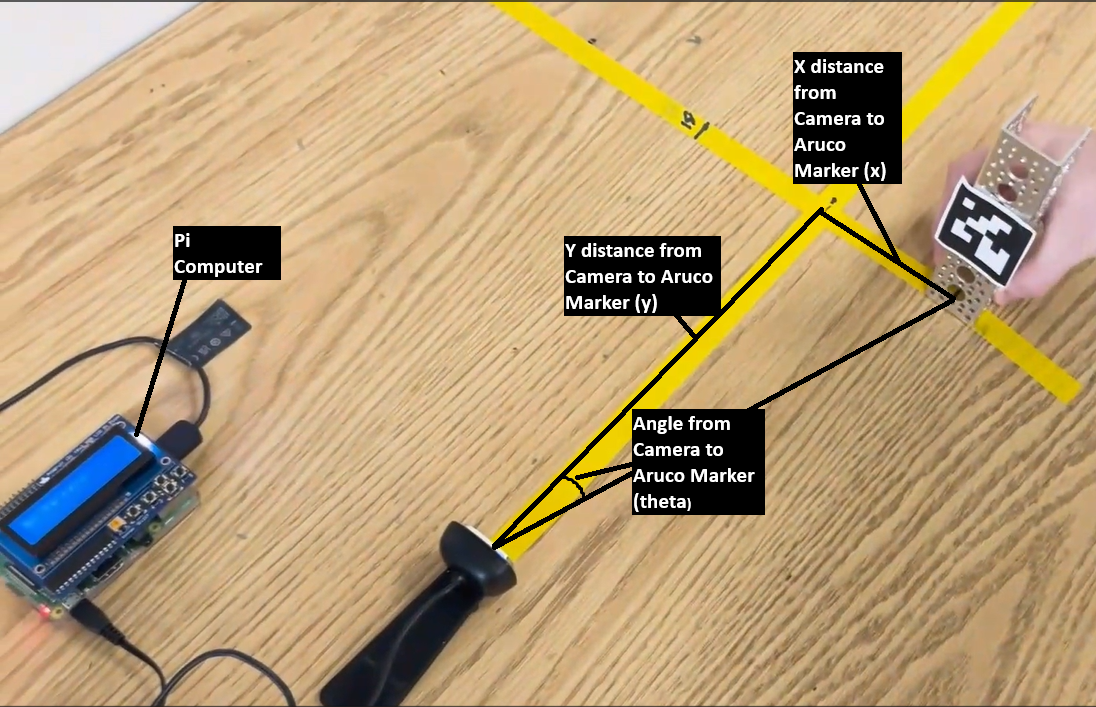 X distance
from
Camera to
Aruco
Marker (x)
Y distance from
Camera to Aruco
Marker (y)
Pi
Computer
Angle from
Camera to
Aruco Marker
(theta)